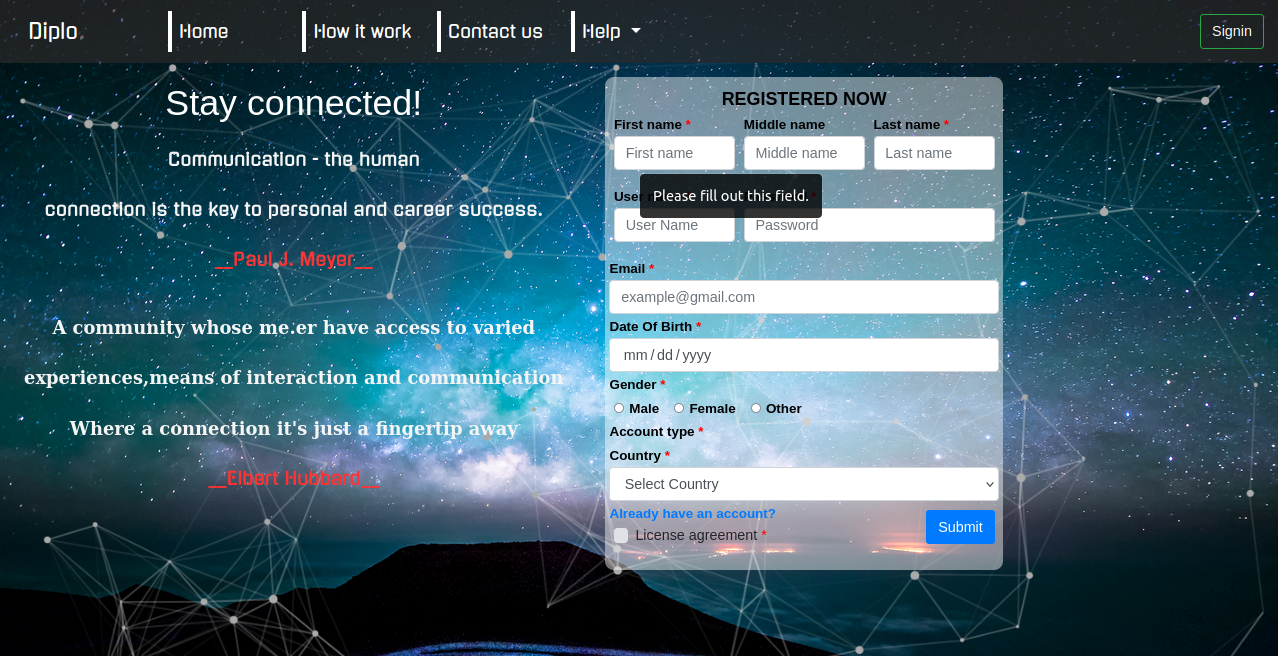 Diplo Home How it work Contact us Help Signin
Stay connected!
Communication - the human
connection is the key to personal and career success.
__Paul J. Meyer__
A community whose me.er have access to varied
experiences,means of interaction and communication
Where a connection it's just a fingertip away
__Elbert Hubbard__
REGISTERED NOW
First name * Middle name Last name *
First name Middle name Last name
Please fill out this field.
User
User Name Password
Email *
example@gmail.com
Date Of Birth *
mm / dd / yyyy
Gender *
Male Female Other
Account type *
Country *
Select Country
Already have an account?
License agreement *
Submit